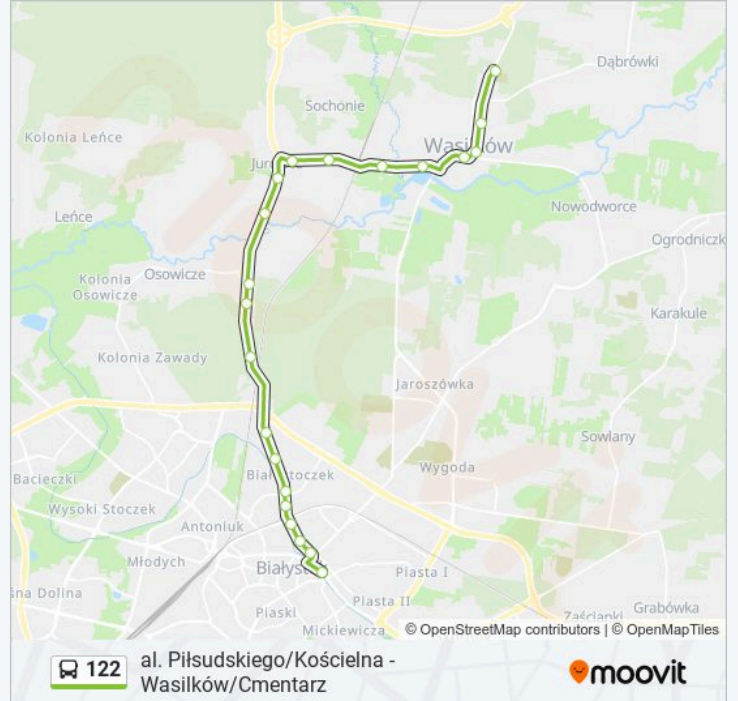 Dąbrówki
Sochonie
Kolonia Leńce
Wasilków
Leńce
Nowodworce
Ogrodniczk
Kolonia
Osowicze
Osowicze
Karakule
Kolonia Zawady
Jaroszówka
Sowlany
Wygoda
Bacieczki
Wysoki Stoczek
Antoniuk
Młodych
Piasta I
Piasta II
Piaski
Mickiewicza
Zaścianki
Grabówka
© OpenStreetMap contributors | © OpenMapTiles
122
al. Piłsudskiego/Kościelna -
Wasilków/Cmentarz
moovit